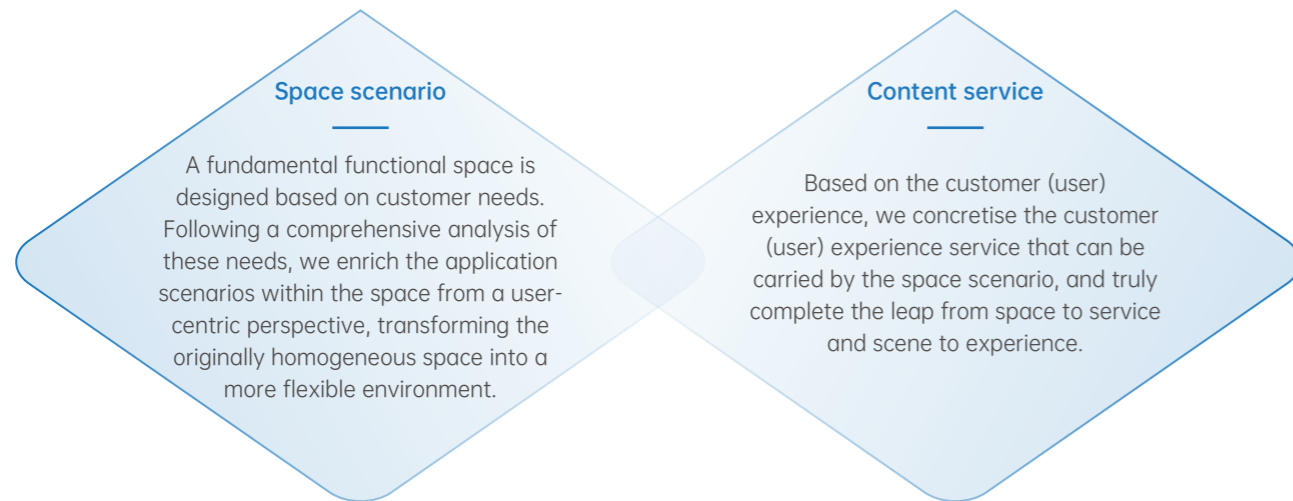 Space scenario
A fundamental functional space is
designed based on customer needs.
Following a comprehensive analysis of
these needs, we enrich the application
scenarios within the space from a user-
centric perspective, transforming the
originally homogeneous space into a
more flexible environment.
Content service
Based on the customer (user)
experience, we concretise the customer
(user) experience service that can be
carried by the space scenario, and truly
complete the leap from space to service
and scene to experience.